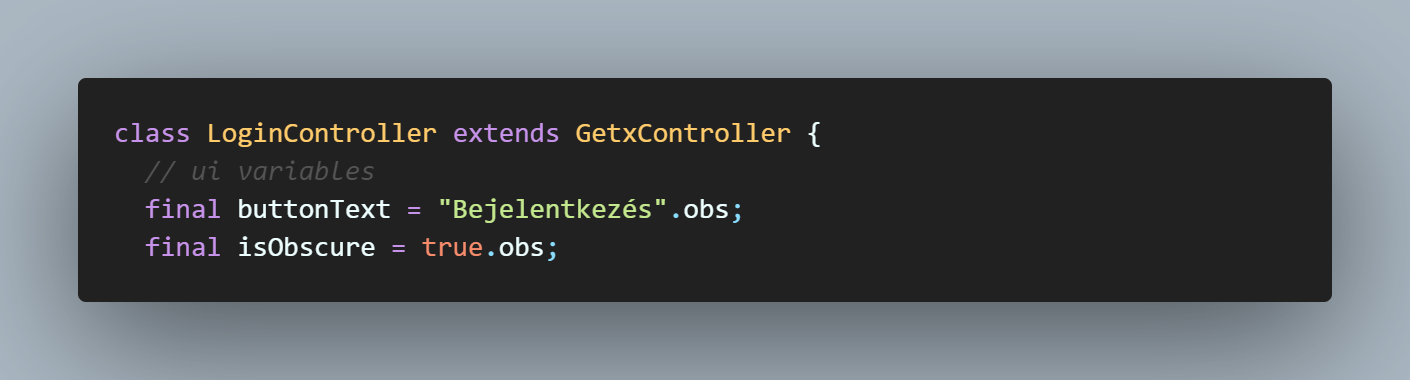 class LoginController extends GetxController {
  // ui variables
  final buttonText = "Bejelentkezés".obs;
  final isObscure = true.obs;